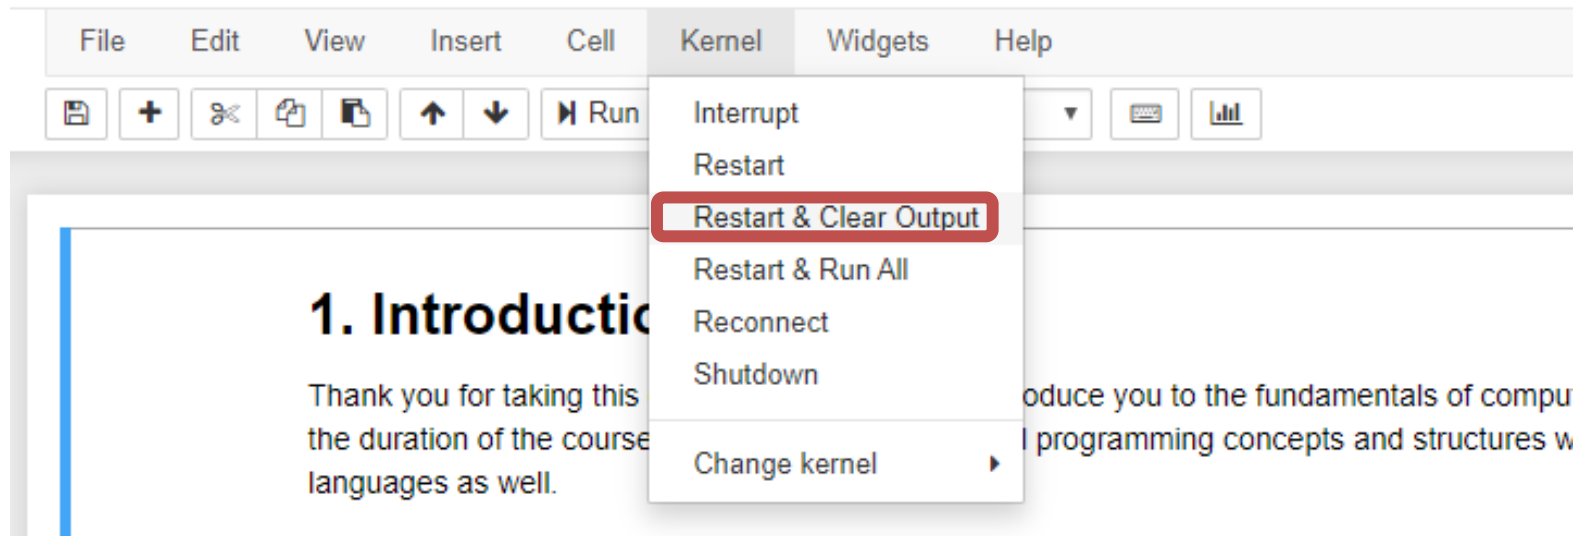 File Edit View Insert Cell Kernel Widgets Help
Run
Interrupt
Restart
Restart & Clear Output
Restart & Run All
Reconnect
Shutdown
Change kernel
1. Introductio
Thank you for taking this oduce you to the fundamentals of compu
the duration of the course programming concepts and structures w
languages as well.